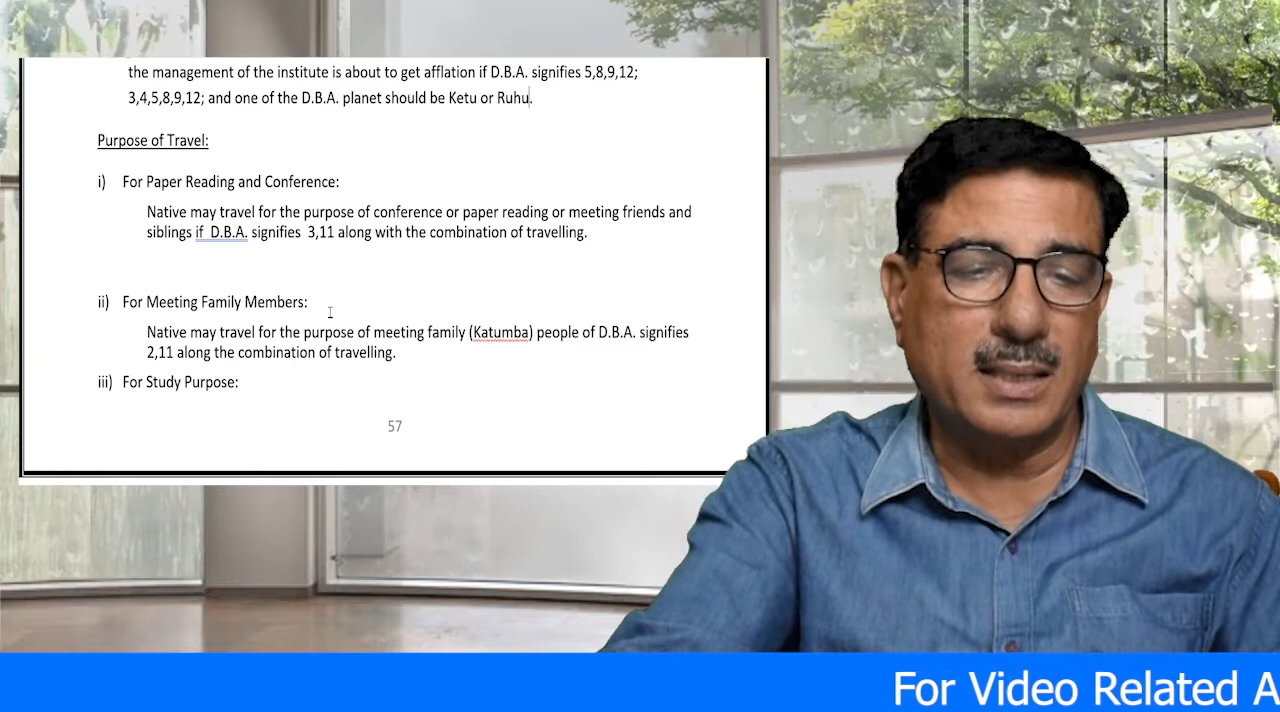 the management of the institute is about to get afflation if D.B.A. signifies 5,8,9,12;
3,4,5,8,9,12; and one of the D.B.A. planet should be Ketu or Ruhu.
Purpose of Travel:
i) For Paper Reading and Conference:
Native may travel for the purpose of conference or paper reading or meeting friends and
siblings if D.B.A. signifies 3,11 along with the combination of travelling.
ii) For Meeting Family Members:
Native may travel for the purpose of meeting family (Katumba) people of D.B.A. signifies
2,11 along the combination of travelling.
iii) For Study Purpose:
57
For Video Related A